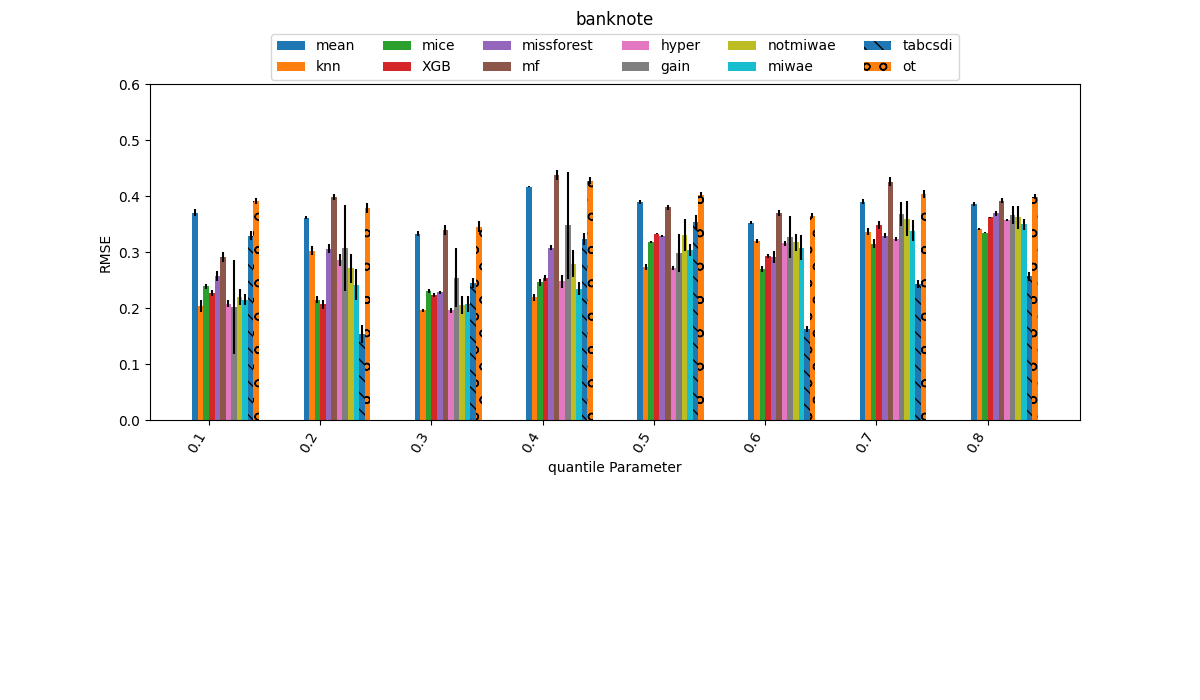 banknote
mean mice missforest hyper notmiwae tabcsdi
knn XGB mf gain miwae ot
0.6
0.5
0.4
0.3
0.2
0.1
0.0
RMSE
0.1 0.2 0.3 0.4 0.5 0.6 0.7 0.8
quantile Parameter